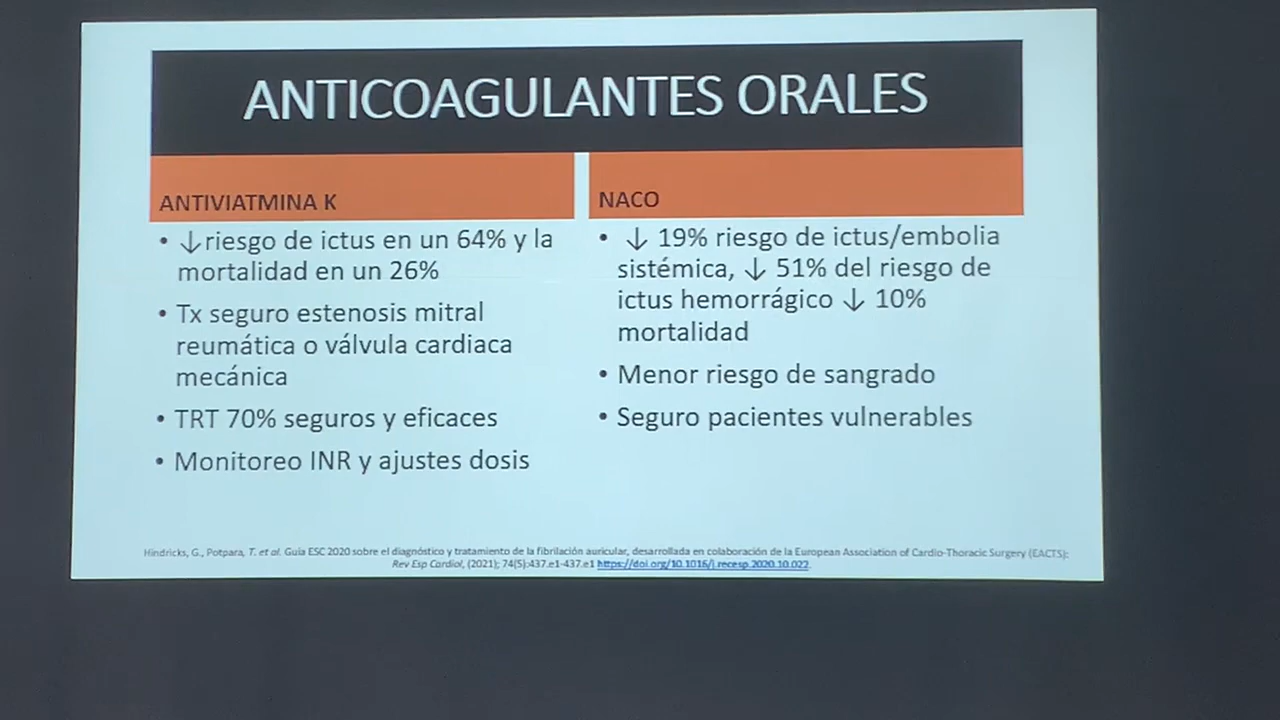 ANTICOAGULANTES ORALES
ANTIVIATMINA K
• ↓riesgo de ictus en un 64% y la
mortalidad en un 26%
• Tx seguro estenosis mitral
reumática o válvula cardiaca
mecánica
• TRT 70% seguros y eficaces
• Monitoreo INR y ajustes dosis
NACO
• ↓ 19% riesgo de ictus/embolia
sistémica, ↓ 51% del riesgo de
ictus hemorrágico ↓ 10%
mortalidad
• Menor riesgo de sangrado
• Seguro pacientes vulnerables
Hindricks, G., Potpara, T. et al. Guía ESC 2020 sobre el diagnóstico y tratamiento de la fibrilación auricular, desarrollada en colaboración de la European Association of Cardio-Thoracic Surgery (EACTS):
Rev Esp Cardiol, (2021); 74(5):437.e1-437.e1 https://doi.org/10.1016/j.recesp.2020.10.022.